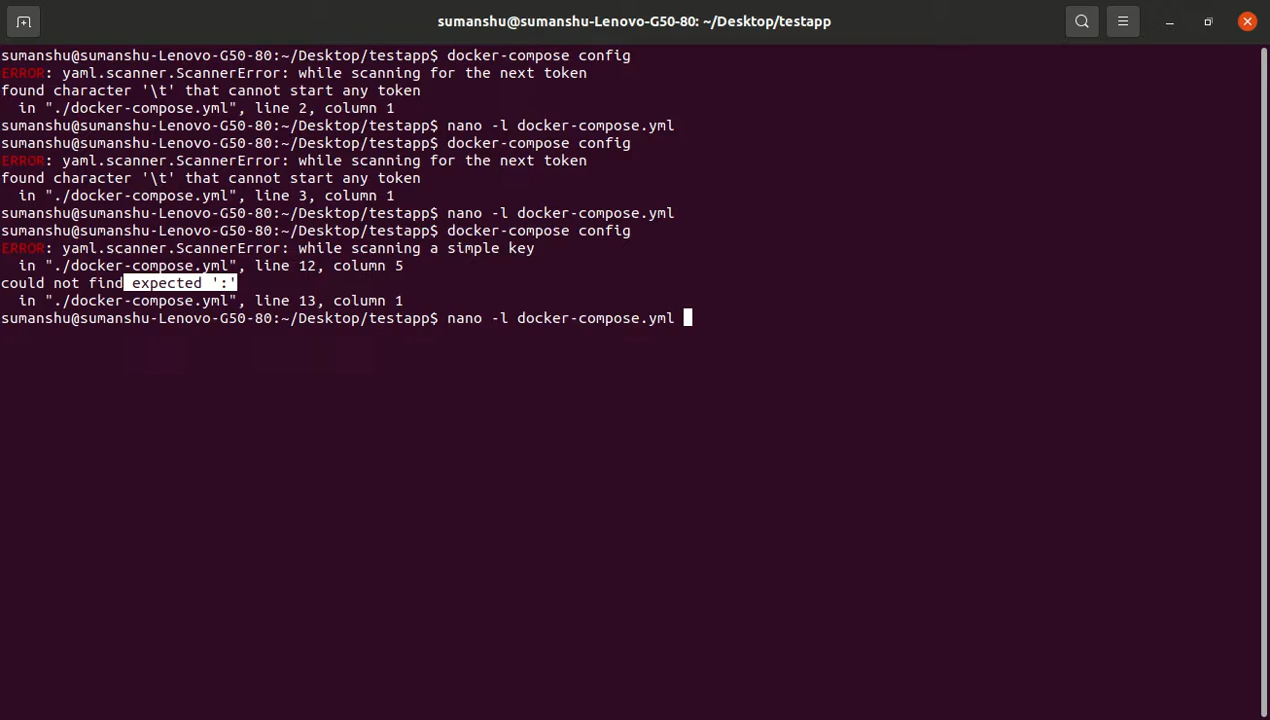 sumanshu@sumanshu-Lenovo-G50-80: ~/Desktop/testapp
sumanshu@sumanshu-Lenovo-G50-80:~/Desktop/testapp$ docker-compose config
ERROR: yaml.scanner.ScannerError: while scanning for the next token
found character '\t' that cannot start any token
  in "./docker-compose.yml", line 2, column 1
sumanshu@sumanshu-Lenovo-G50-80:~/Desktop/testapp$ nano -l docker-compose.yml
sumanshu@sumanshu-Lenovo-G50-80:~/Desktop/testapp$ docker-compose config
ERROR: yaml.scanner.ScannerError: while scanning for the next token
found character '\t' that cannot start any token
  in "./docker-compose.yml", line 3, column 1
sumanshu@sumanshu-Lenovo-G50-80:~/Desktop/testapp$ nano -l docker-compose.yml
sumanshu@sumanshu-Lenovo-G50-80:~/Desktop/testapp$ docker-compose config
ERROR: yaml.scanner.ScannerError: while scanning a simple key
  in "./docker-compose.yml", line 12, column 5
could not find expected ':'
  in "./docker-compose.yml", line 13, column 1
sumanshu@sumanshu-Lenovo-G50-80:~/Desktop/testapp$ nano -l docker-compose.yml